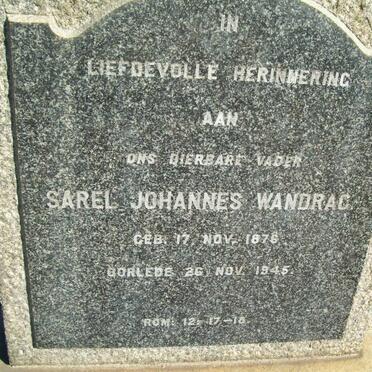 IN
LIEFDEVOLLE HERINNERING
AAN
ONS DIERBARE VADER
SAREL JOHANNES WANDRAG
GEB. 17 NOV. 1876
OORLEDE 26 NOV. 1945.
ROM: 12: 17-18